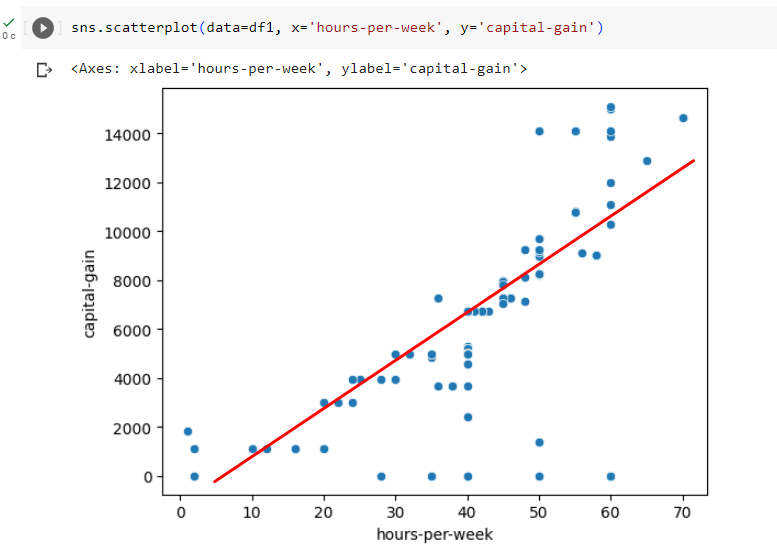 sns.scatterplot(data=df1, x='hours-per-week', y='capital-gain')
0 с
<Axes: xlabel='hours-per-week', ylabel='capital-gain'>
14000
12000
10000
8000
6000
4000
2000
0
capital-gain
0 10 20 30 40 50 60 70
hours-per-week